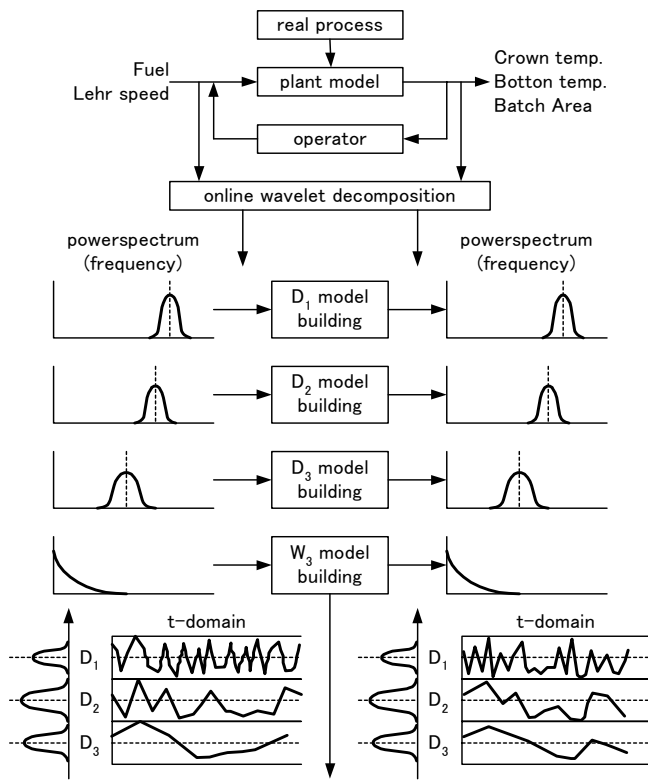 real process
Fuel
Lehr speed
plant model
Crown temp.
Botton temp.
Batch Area
operator
online wavelet decomposition
powerspectrum
(frequency)
powerspectrum
(frequency)
D₁ model
building
D₂ model
building
D₃ model
building
W₃ model
building
t-domain
D₁
D₂
D₃
t-domain
D₁
D₂
D₃